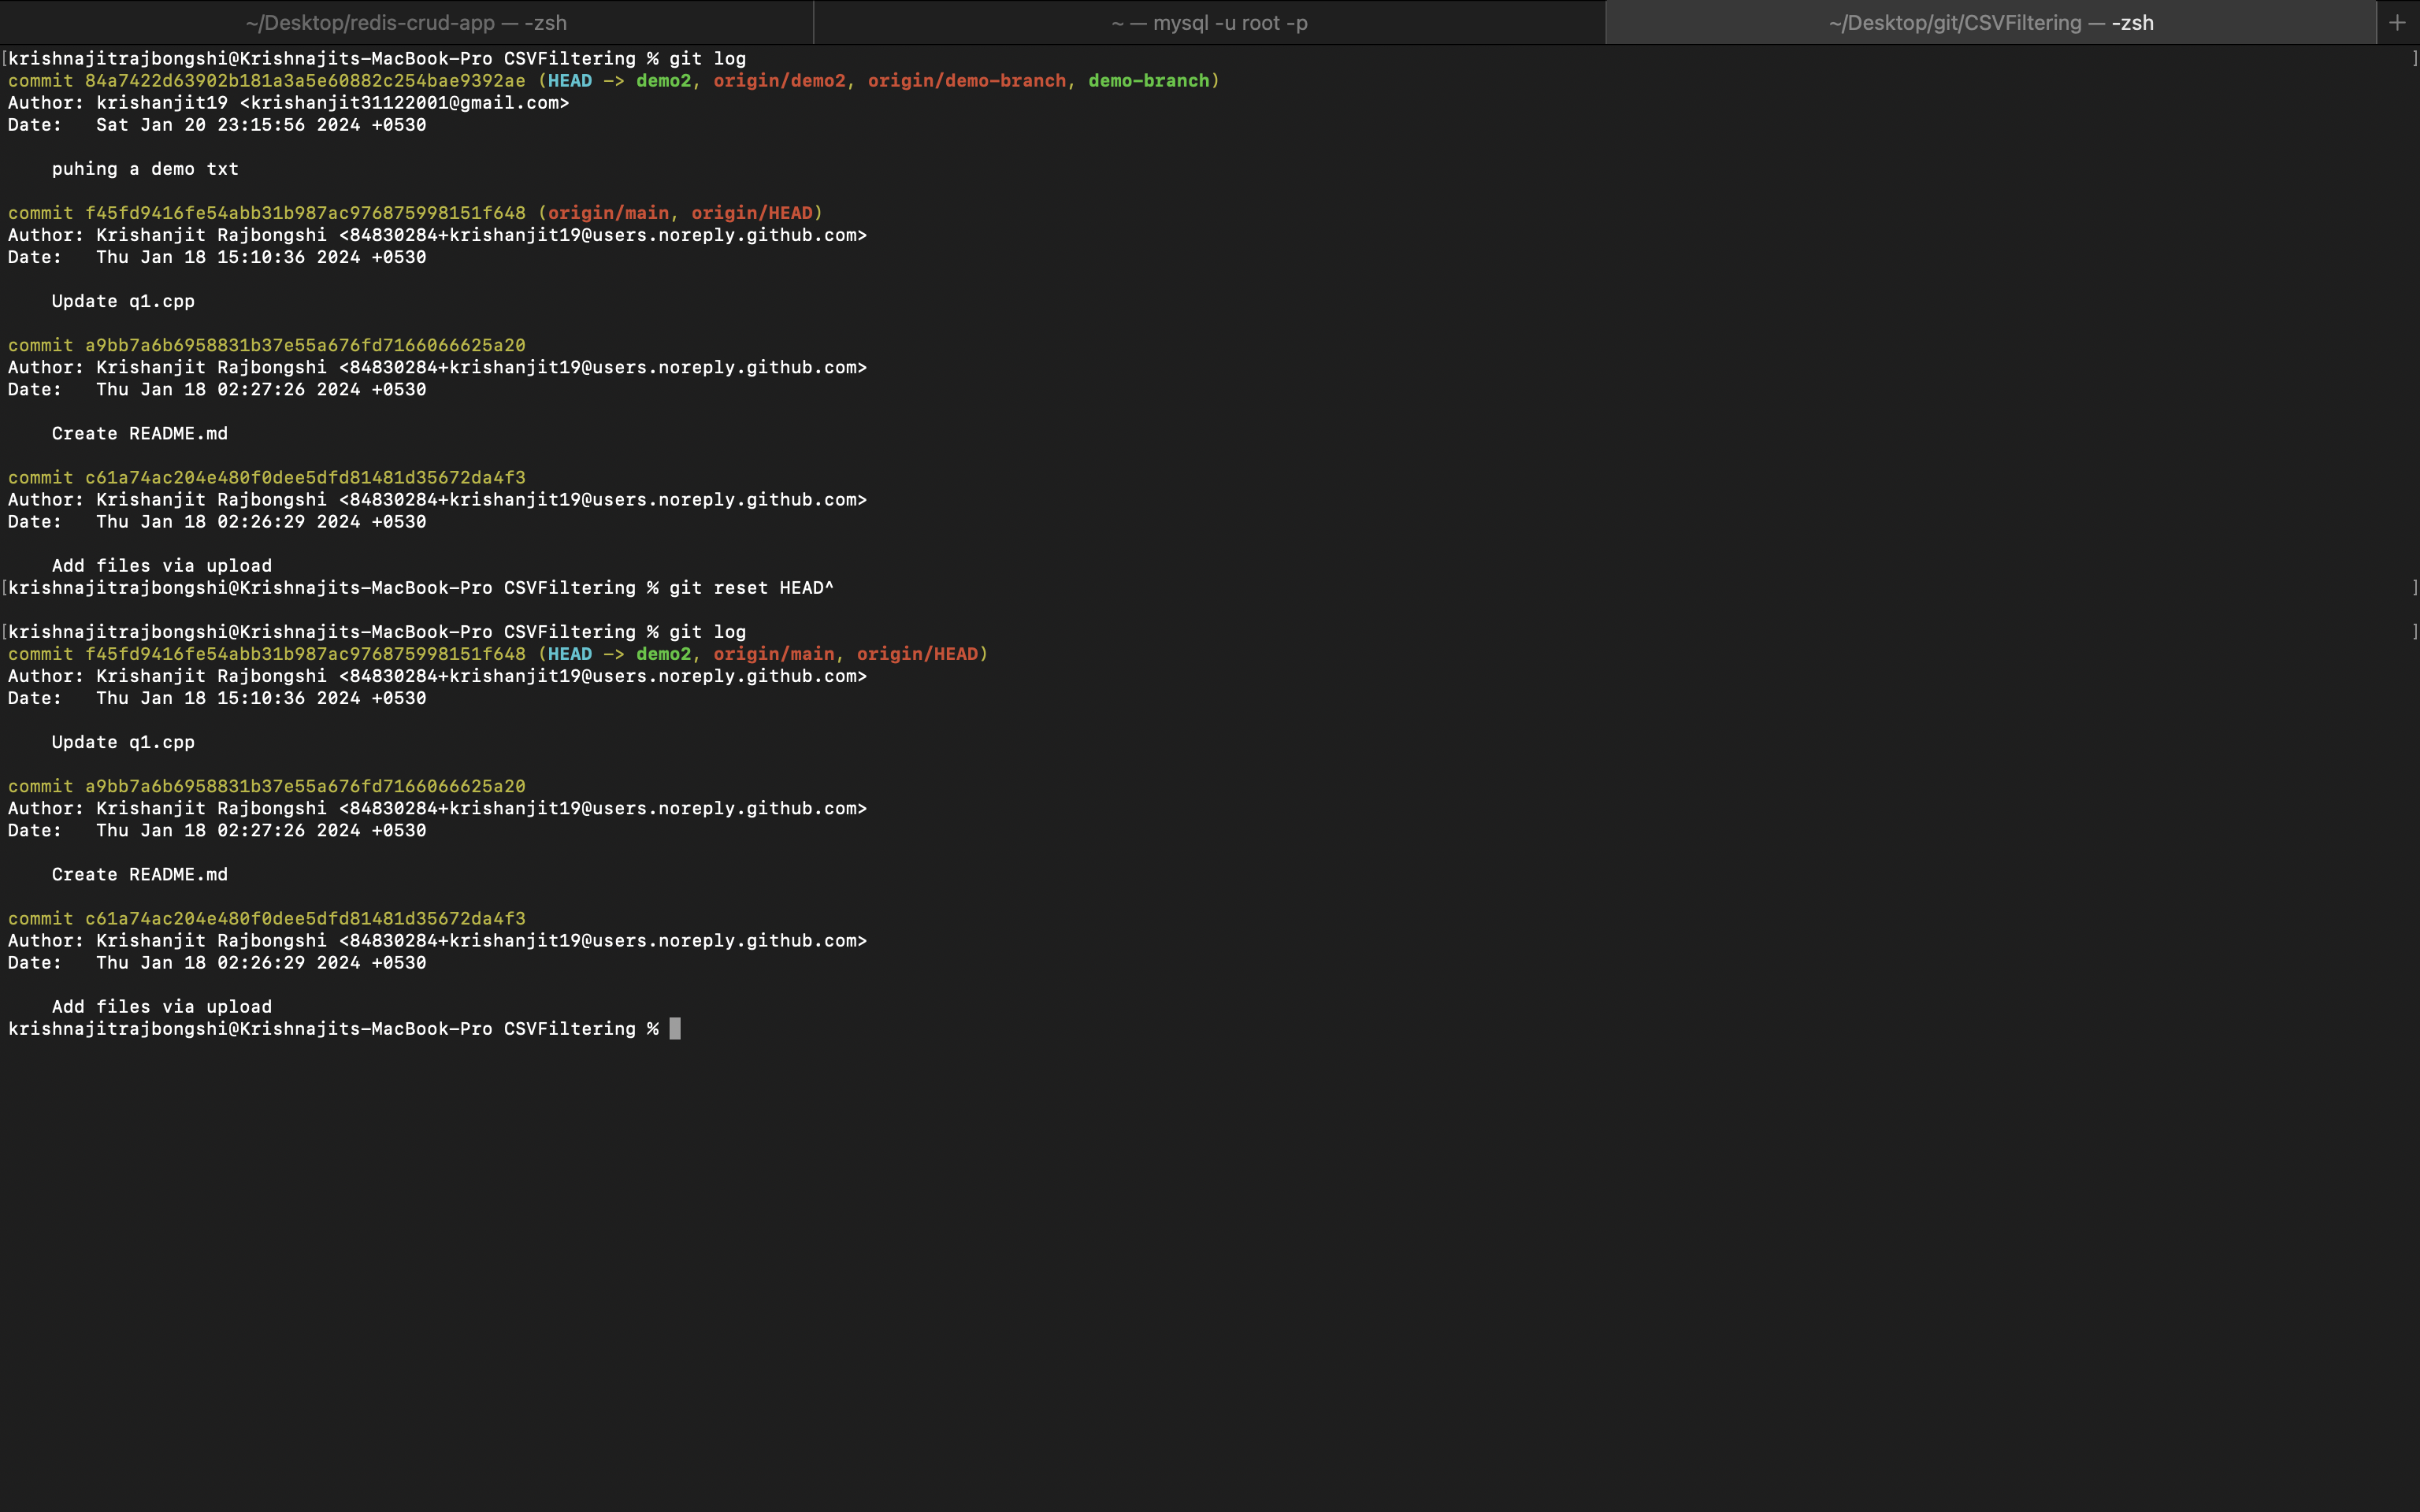 ~/Desktop/redis-crud-app — -zsh
~ — mysql -u root -p
~/Desktop/git/CSVFiltering — -zsh
+
[krishnajitrajbongshi@Krishnajits-MacBook-Pro CSVFiltering % git log ]
commit 84a7422d63902b181a3a5e60882c254bae9392ae (HEAD -> demo2, origin/demo2, origin/demo-branch, demo-branch)
Author: krishanjit19 <krishanjit31122001@gmail.com>
Date:   Sat Jan 20 23:15:56 2024 +0530
    puhing a demo txt
commit f45fd9416fe54abb31b987ac976875998151f648 (origin/main, origin/HEAD)
Author: Krishanjit Rajbongshi <84830284+krishanjit19@users.noreply.github.com>
Date:   Thu Jan 18 15:10:36 2024 +0530
    Update q1.cpp
commit a9bb7a6b6958831b37e55a676fd7166066625a20
Author: Krishanjit Rajbongshi <84830284+krishanjit19@users.noreply.github.com>
Date:   Thu Jan 18 02:27:26 2024 +0530
    Create README.md
commit c61a74ac204e480f0dee5dfd81481d35672da4f3
Author: Krishanjit Rajbongshi <84830284+krishanjit19@users.noreply.github.com>
Date:   Thu Jan 18 02:26:29 2024 +0530
    Add files via upload
[krishnajitrajbongshi@Krishnajits-MacBook-Pro CSVFiltering % git reset HEAD^ ]
[krishnajitrajbongshi@Krishnajits-MacBook-Pro CSVFiltering % git log ]
commit f45fd9416fe54abb31b987ac976875998151f648 (HEAD -> demo2, origin/main, origin/HEAD)
Author: Krishanjit Rajbongshi <84830284+krishanjit19@users.noreply.github.com>
Date:   Thu Jan 18 15:10:36 2024 +0530
    Update q1.cpp
commit a9bb7a6b6958831b37e55a676fd7166066625a20
Author: Krishanjit Rajbongshi <84830284+krishanjit19@users.noreply.github.com>
Date:   Thu Jan 18 02:27:26 2024 +0530
    Create README.md
commit c61a74ac204e480f0dee5dfd81481d35672da4f3
Author: Krishanjit Rajbongshi <84830284+krishanjit19@users.noreply.github.com>
Date:   Thu Jan 18 02:26:29 2024 +0530
    Add files via upload
krishnajitrajbongshi@Krishnajits-MacBook-Pro CSVFiltering %